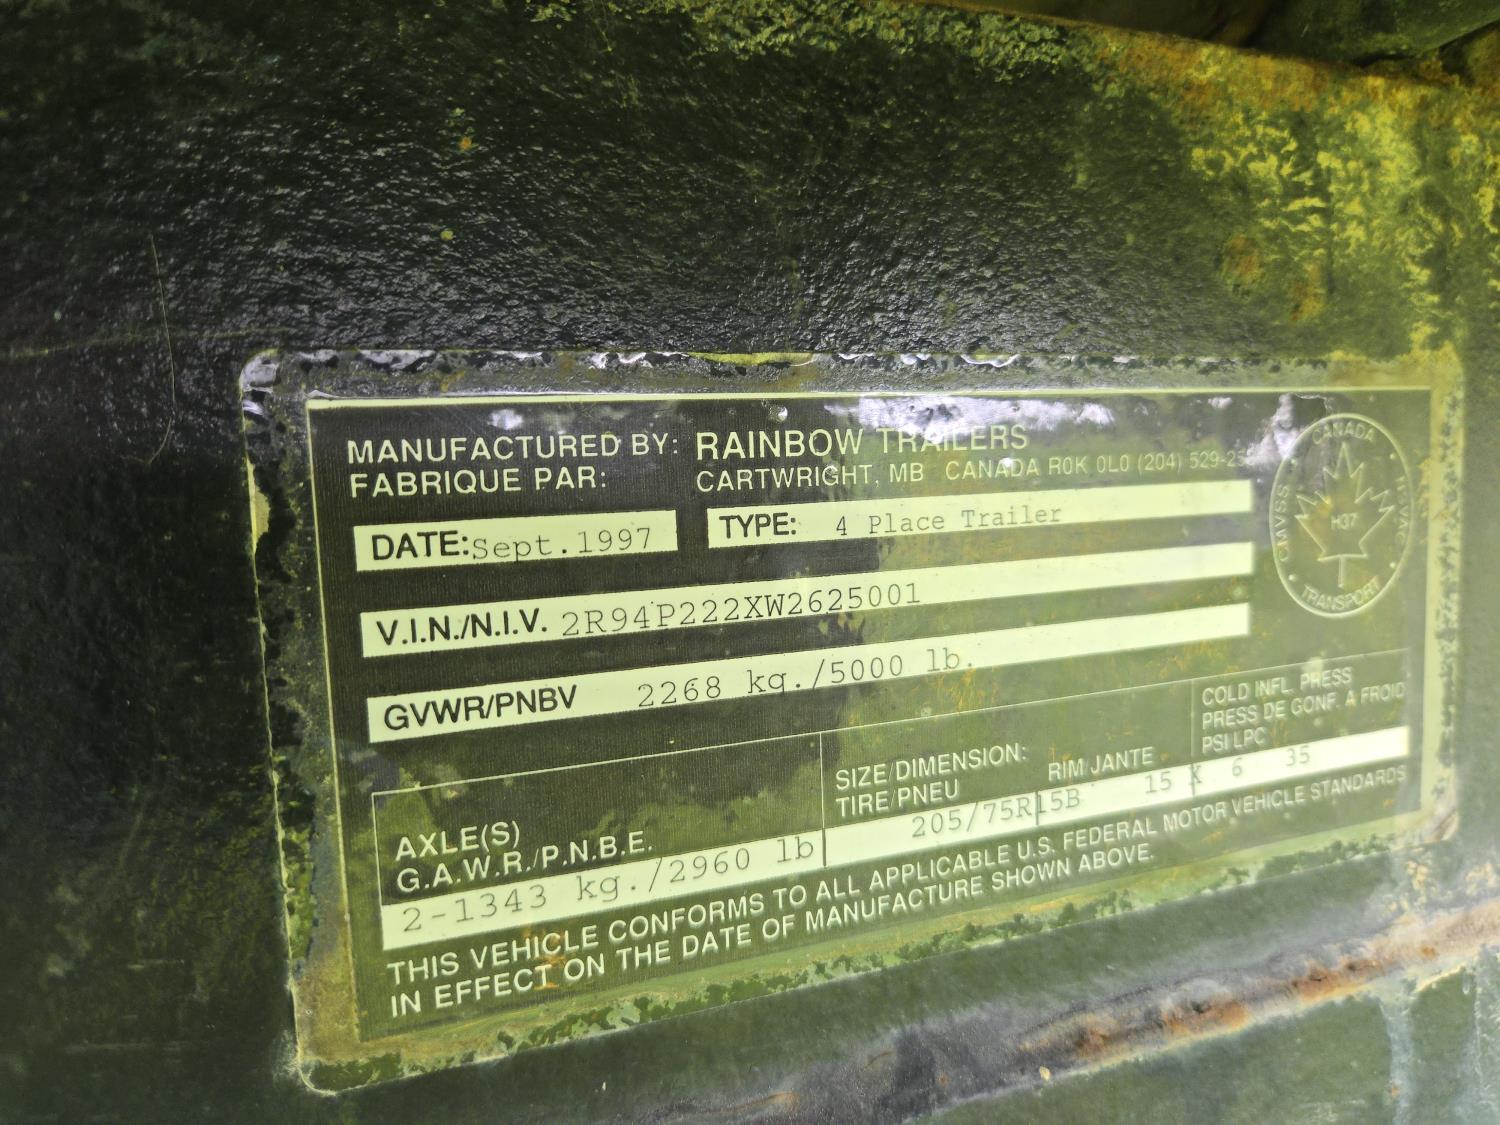 MANUFACTURED BY: RAINBOW TRAILERS
FABRIQUE PAR: CARTWRIGHT, MB CANADA R0K 0L0 (204)
DATE: Sept.1997 TYPE: 4 Place Trailer
V.I.N./N.I.V. 2R94P222XW2625001
GVWR/PNBV 2268 kg./5000 lb.
CANADA
CMVSS
NSVAC
H37
TRANSPORT
AXLE(S)
G.A.W.R./P.N.B.E.
2-1343 kg./2960 lb
SIZE/DIMENSION:
TIRE/PNEU RIM/JANTE
205/75R15B 15 X 6
COLD INFL. PRESS
PRESS DE GONF. A FROID
PSI LPC
35
THIS VEHICLE CONFORMS TO ALL APPLICABLE U.S. FEDERAL MOTOR VEHICLE STANDARDS
IN EFFECT ON THE DATE OF MANUFACTURE SHOWN ABOVE.